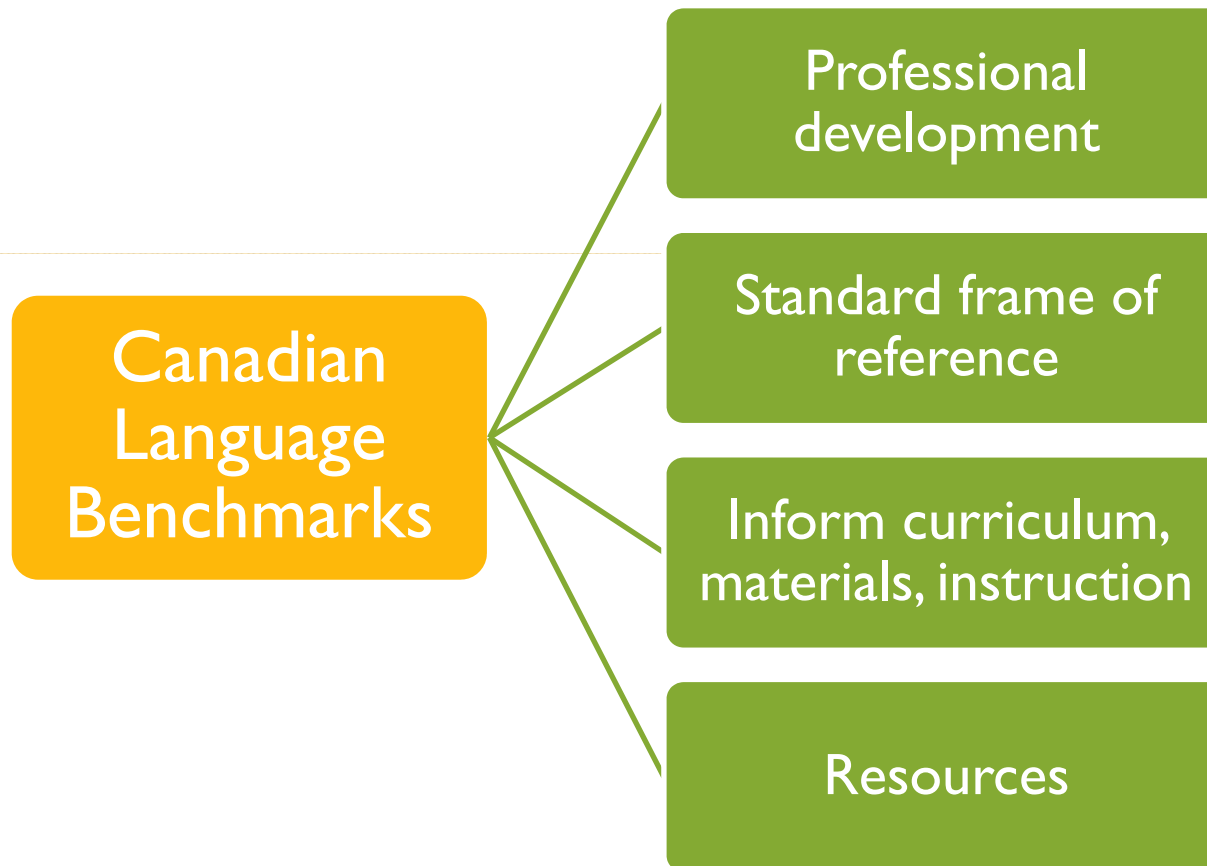 Canadian
Language
Benchmarks
Professional
development
Standard frame of
reference
Inform curriculum,
materials, instruction
Resources